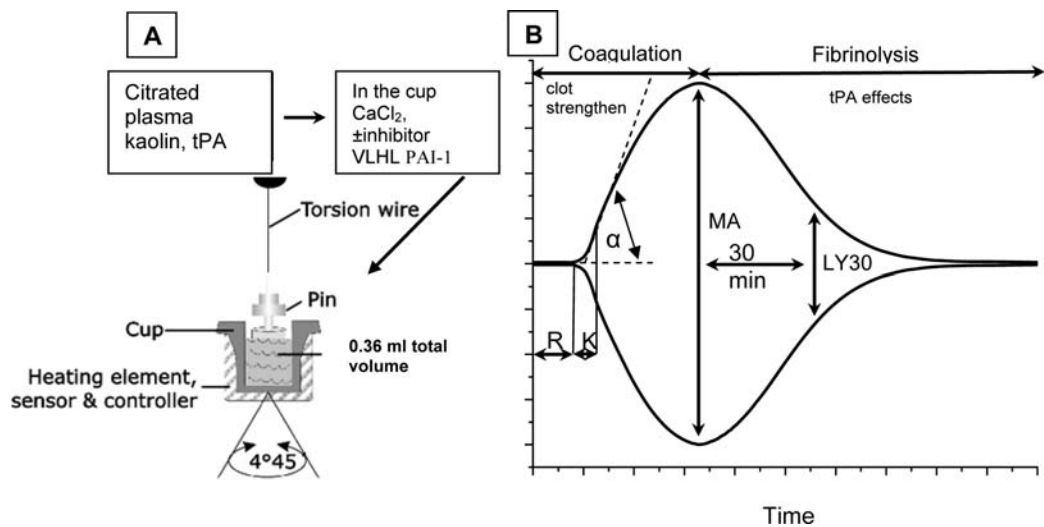 A
Citrated
plasma
kaolin, tPA
In the cup
CaCl₂,
±inhibitor
VLHL PAI-1
Torsion wire
Pin
Cup
0.36 ml total
volume
Heating element,
sensor & controller
4°45
B
Coagulation
Fibrinolysis
clot
strengthen
tPA effects
α
MA
30
min
LY30
R
K
Time